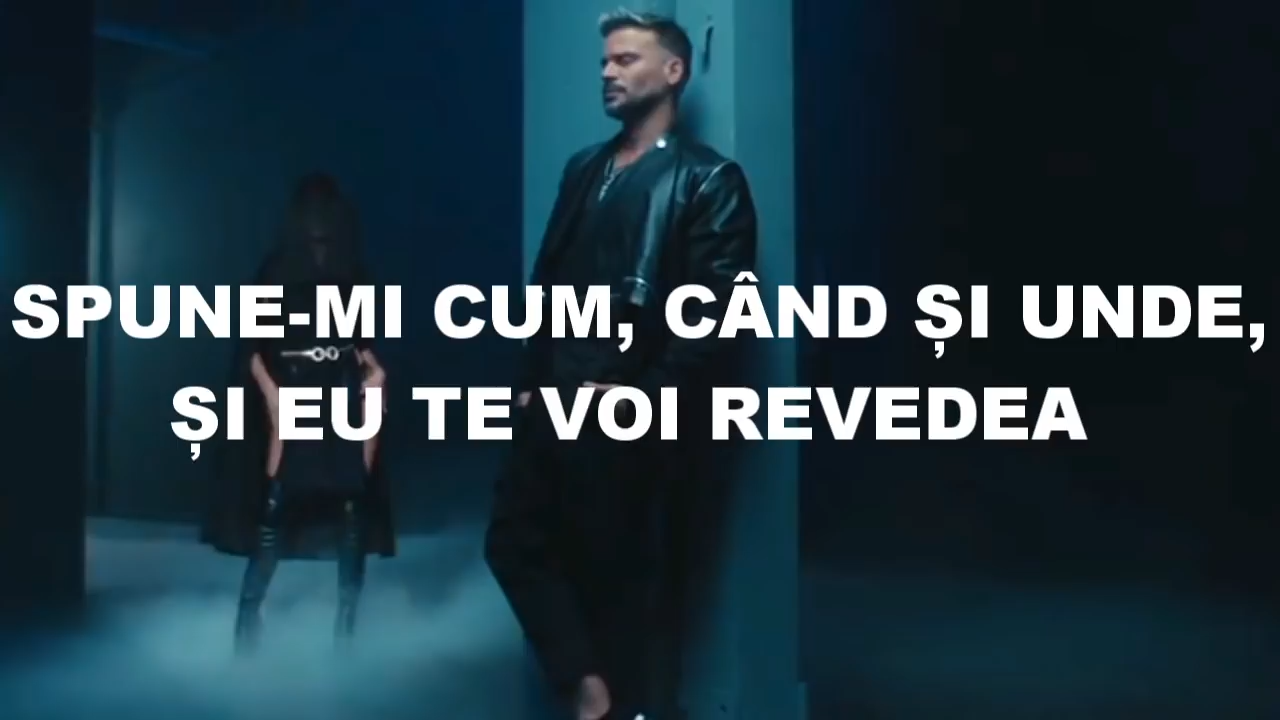 SPUNE-MI CUM, CÂND ȘI UNDE,
ȘI EU TE VOI REVEDEA